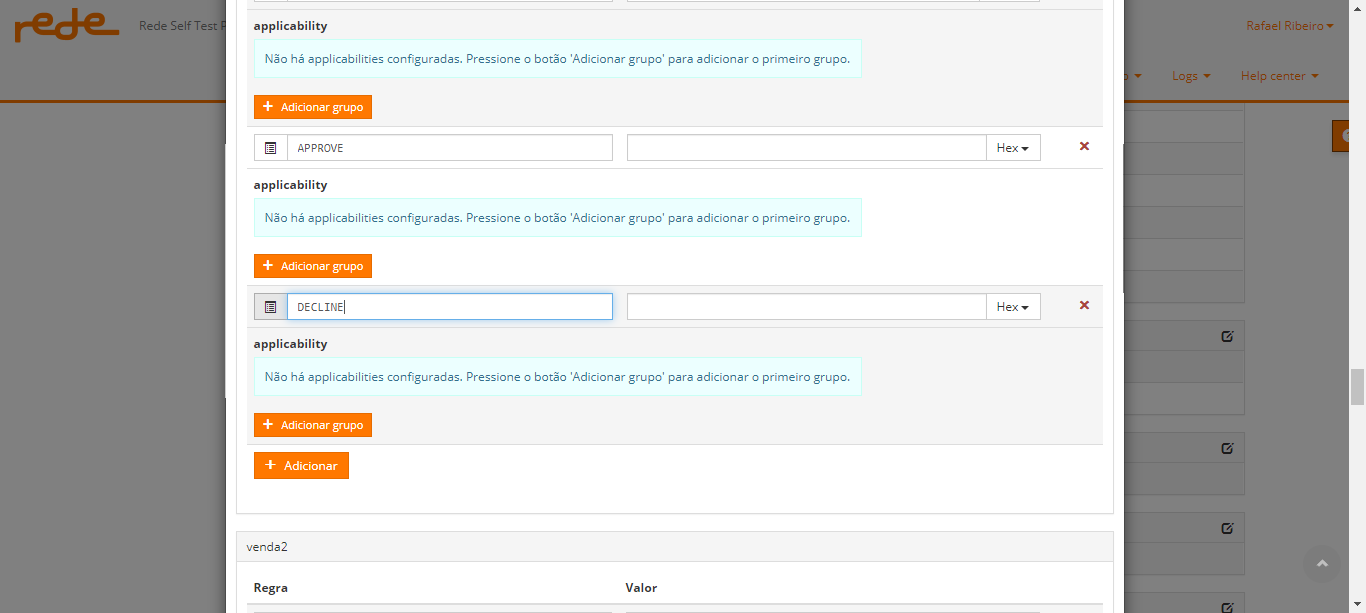 rede
Rede Self Test P
Rafael Ribeiro
Logs
Help center
applicability
Não há applicabilities configuradas. Pressione o botão 'Adicionar grupo' para adicionar o primeiro grupo.
+ Adicionar grupo
APPROVE
Hex
applicability
Não há applicabilities configuradas. Pressione o botão 'Adicionar grupo' para adicionar o primeiro grupo.
+ Adicionar grupo
DECLINE
Hex
applicability
Não há applicabilities configuradas. Pressione o botão 'Adicionar grupo' para adicionar o primeiro grupo.
+ Adicionar grupo
+ Adicionar
venda2
Regra Valor